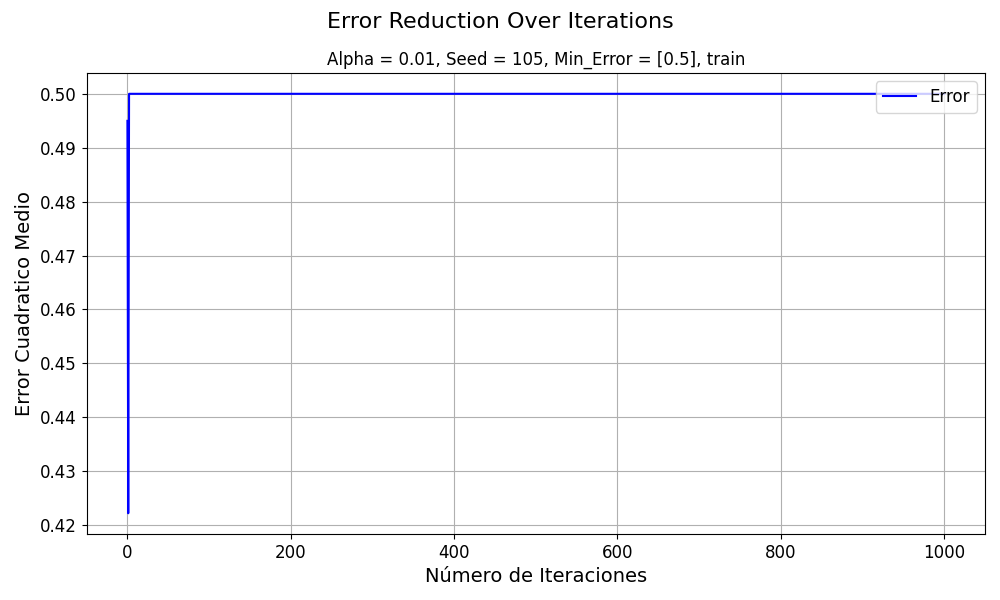 Error Reduction Over Iterations
Alpha = 0.01, Seed = 105, Min_Error = [0.5], train
Error
0.50
0.49
0.48
0.47
0.46
0.45
0.44
0.43
0.42
Error Cuadratico Medio
0 200 400 600 800 1000
Número de Iteraciones